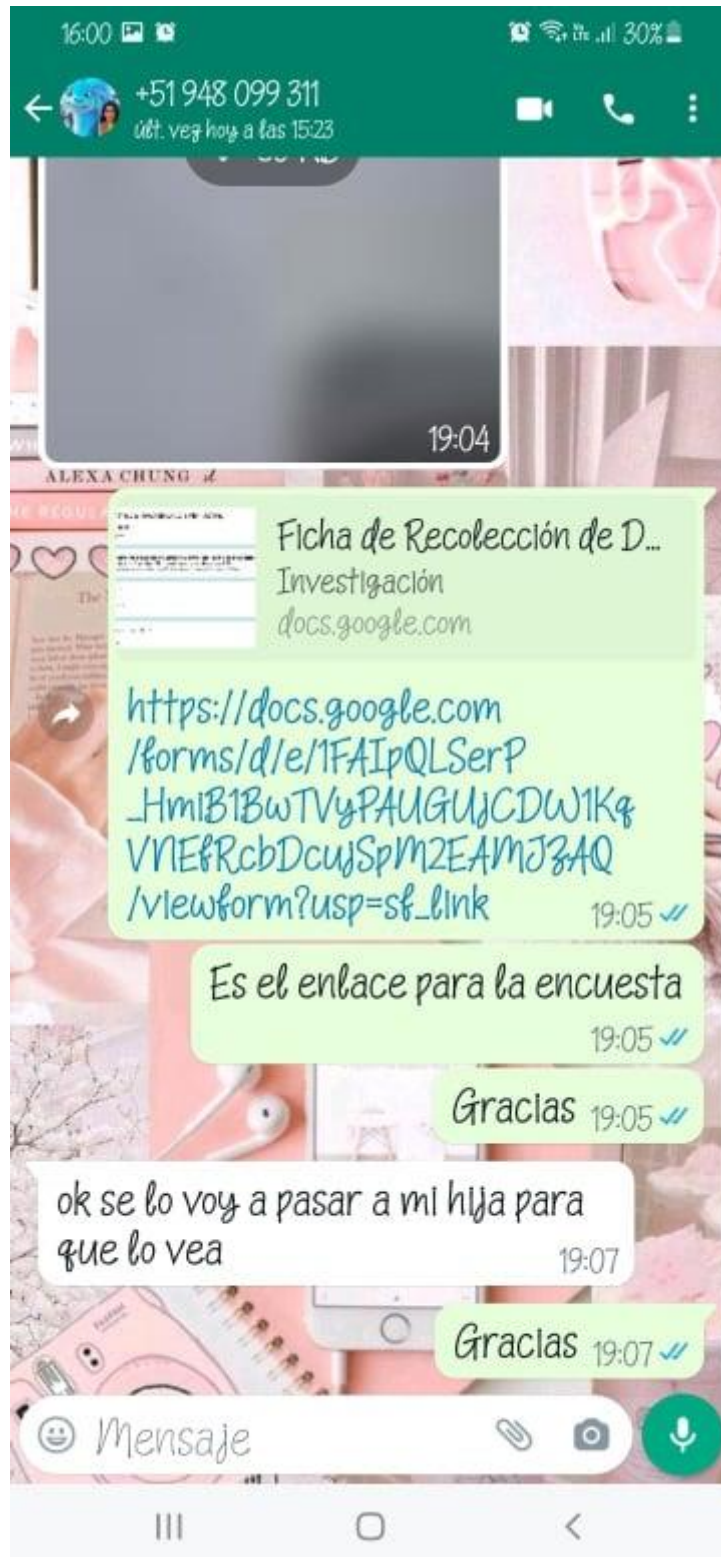 16:00
30%
+51 948 099 311
últ. vez hoy a las 15:23
19:04
ALEXA CHUNG
Ficha de Recolección de D...
Investigación
docs.google.com
https://docs.google.com
/forms/d/e/1FAIpQLSerP
_HmIB1BwTVyPAUGUjCDW1Kq
VNEfRcbDcujSpM2EAMJZAQ
/viewform?usp=sf_link
19:05
Es el enlace para la encuesta
19:05
Gracias 19:05
ok se lo voy a pasar a mi hija para
que lo vea
19:07
Gracias 19:07
Mensaje